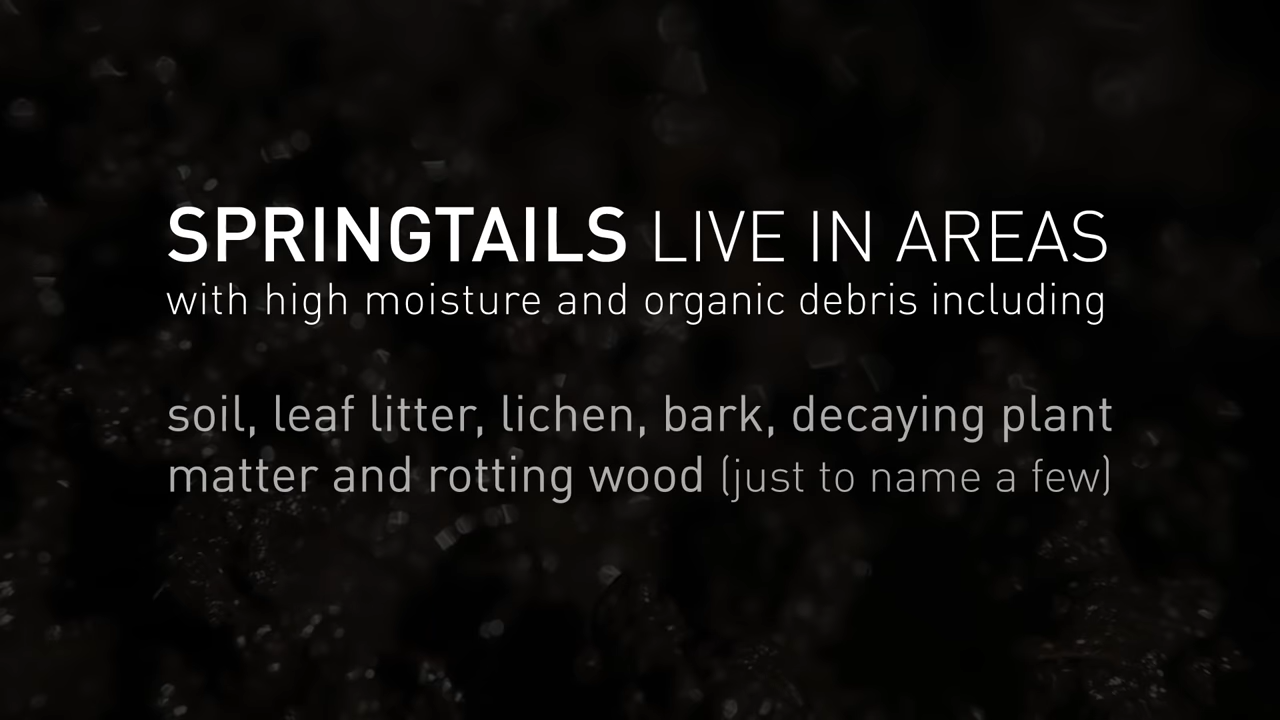 SPRINGTAILS LIVE IN AREAS
with high moisture and organic debris including
soil, leaf litter, lichen, bark, decaying plant
matter and rotting wood (just to name a few)